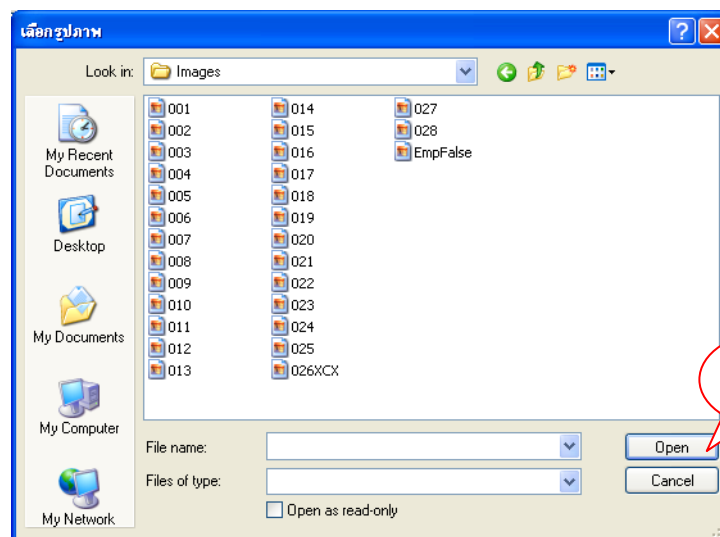 เลือกรูปภาพ
Look in:
Images
My Recent
Documents
Desktop
My Documents
My Computer
My Network
001
002
003
004
005
006
007
008
009
010
011
012
013
014
015
016
017
018
019
020
021
022
023
024
025
026XCX
027
028
EmpFalse
File name:
Open
Files of type:
Cancel
Open as read-only